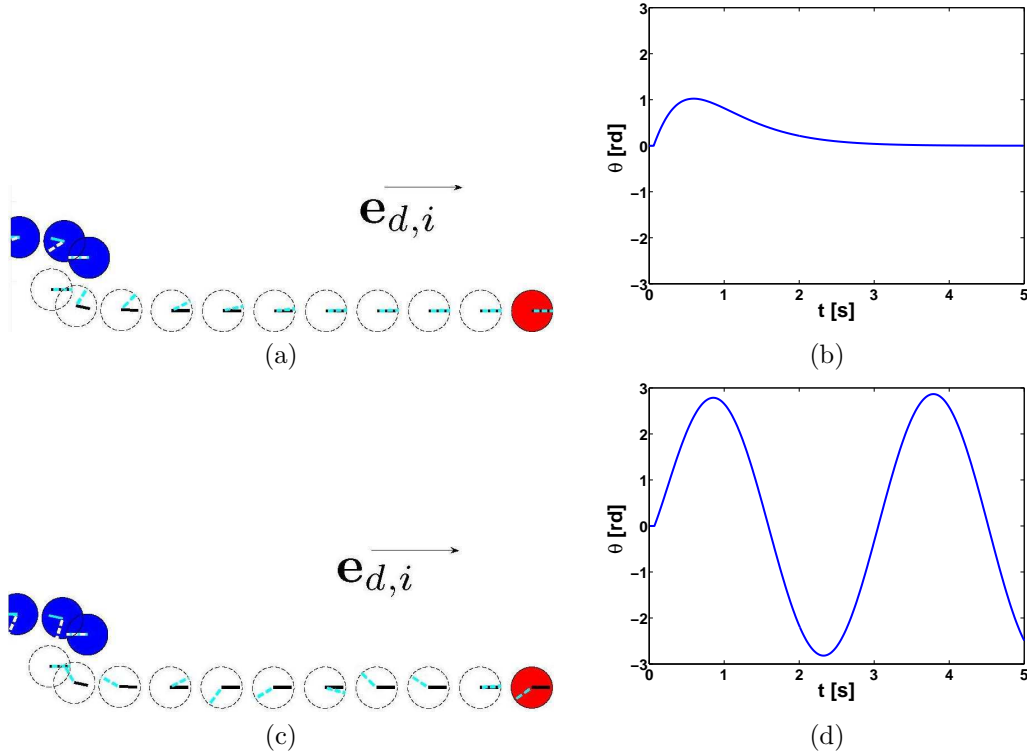 e_{d,i}
(a)
3
2
1
0
−1
−2
−3
θ [rd]
0 1 2 3 4 5
t [s]
(b)
e_{d,i}
(c)
3
2
1
0
−1
−2
−3
θ [rd]
0 1 2 3 4 5
t [s]
(d)